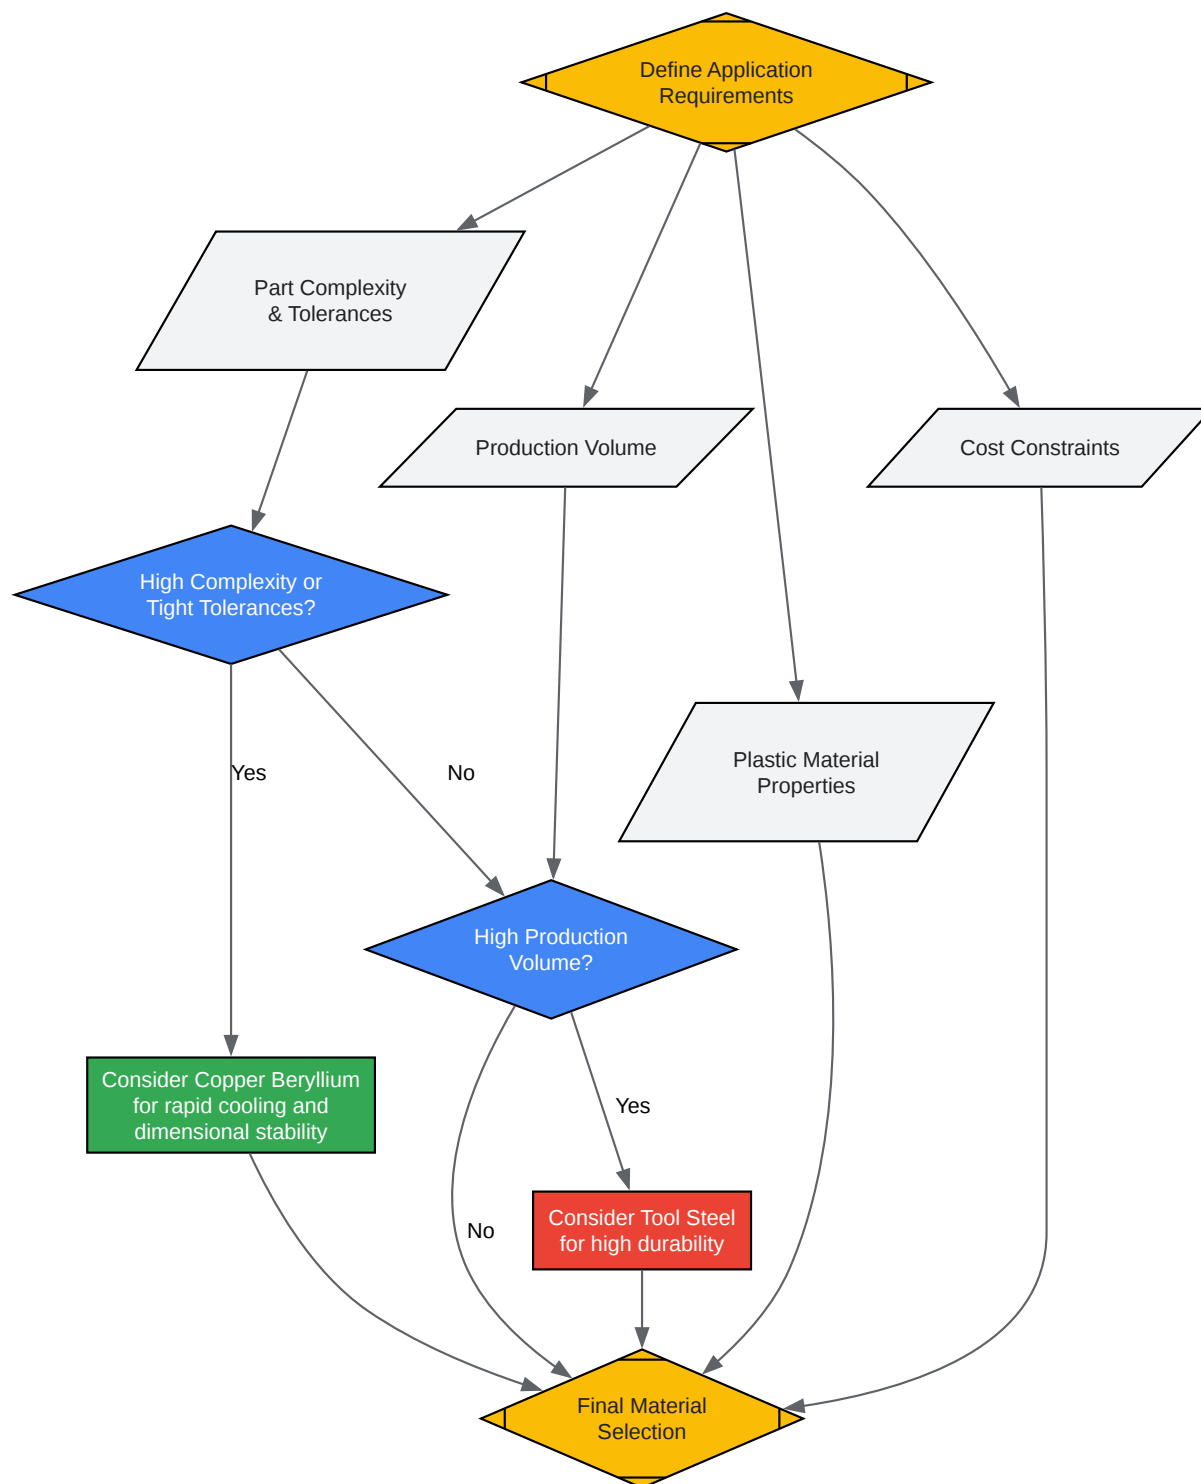 Define Application
Requirements
Part Complexity
& Tolerances
Production Volume
Cost Constraints
High Complexity or
Tight Tolerances?
Yes
No
Plastic Material
Properties
High Production
Volume?
Consider Copper Beryllium
for rapid cooling and
dimensional stability
Yes
No
Consider Tool Steel
for high durability
Final Material
Selection